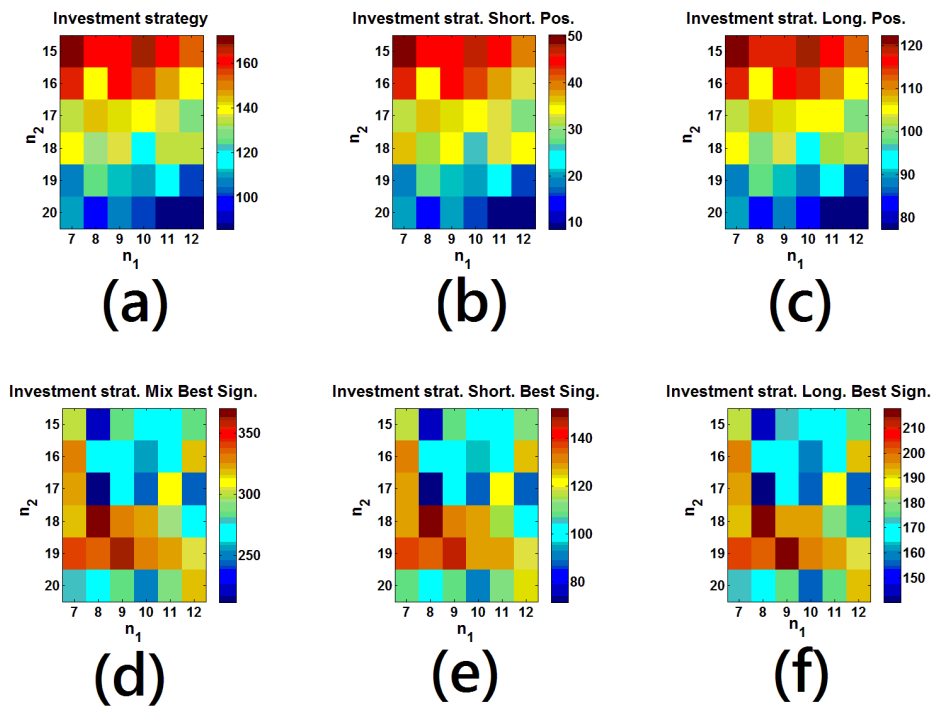 Investment strategy
15
16
17
18
19
20
n2
7 8 9 10 11 12
n1
160
140
120
100
(a)
Investment strat. Short. Pos.
15
16
17
18
19
20
n2
7 8 9 10 11 12
n1
50
40
30
20
10
(b)
Investment strat. Long. Pos.
15
16
17
18
19
20
n2
7 8 9 10 11 12
n1
120
110
100
90
80
(c)
Investment strat. Mix Best Sign.
15
16
17
18
19
20
n2
7 8 9 10 11 12
n1
350
300
250
(d)
Investment strat. Short. Best Sing.
15
16
17
18
19
20
n2
7 8 9 10 11 12
n1
140
120
100
80
(e)
Investment strat. Long. Best Sign.
15
16
17
18
19
20
n2
7 8 9 10 11 12
n1
210
200
190
180
170
160
150
(f)